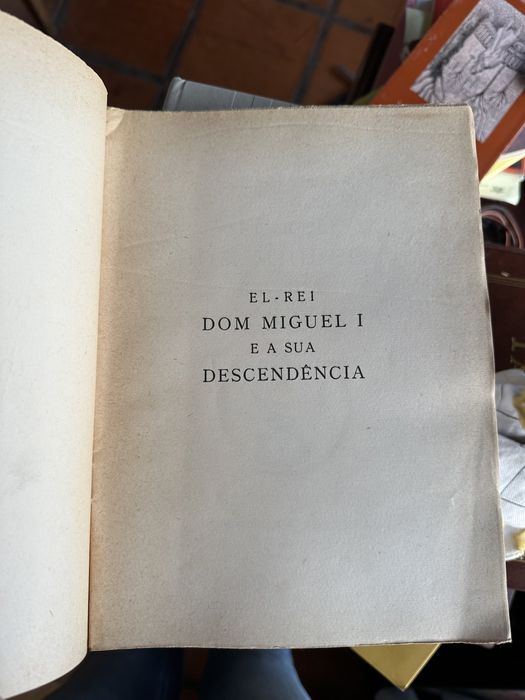 EL-REI
DOM MIGUEL I
E A SUA
DESCENDÊNCIA